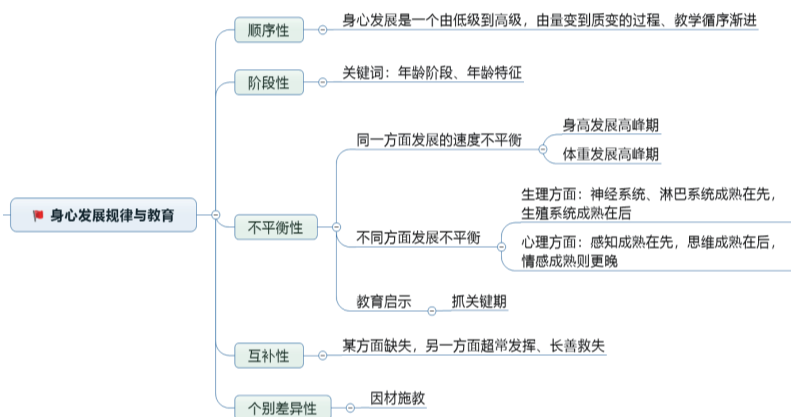 身心发展规律与教育
顺序性
身心发展是一个由低级到高级，由量变到质变的过程、教学循序渐进
阶段性
关键词：年龄阶段、年龄特征
不平衡性
同一方面发展的速度不平衡
身高发展高峰期
体重发展高峰期
不同方面发展不平衡
生理方面：神经系统、淋巴系统成熟在先，
生殖系统成熟在后
心理方面：感知成熟在先，思维成熟在后，
情感成熟则更晚
教育启示
抓关键期
互补性
某方面缺失，另一方面超常发挥、长善救失
个别差异性
因材施教